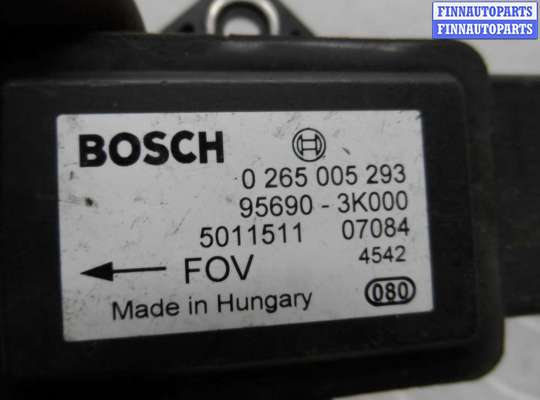 FINNAUTOPARTS
FINNAUTOPARTS
BOSCH
0 265 005 293
95690 - 3K000
5011511 07084
FOV 4542
Made in Hungary 080